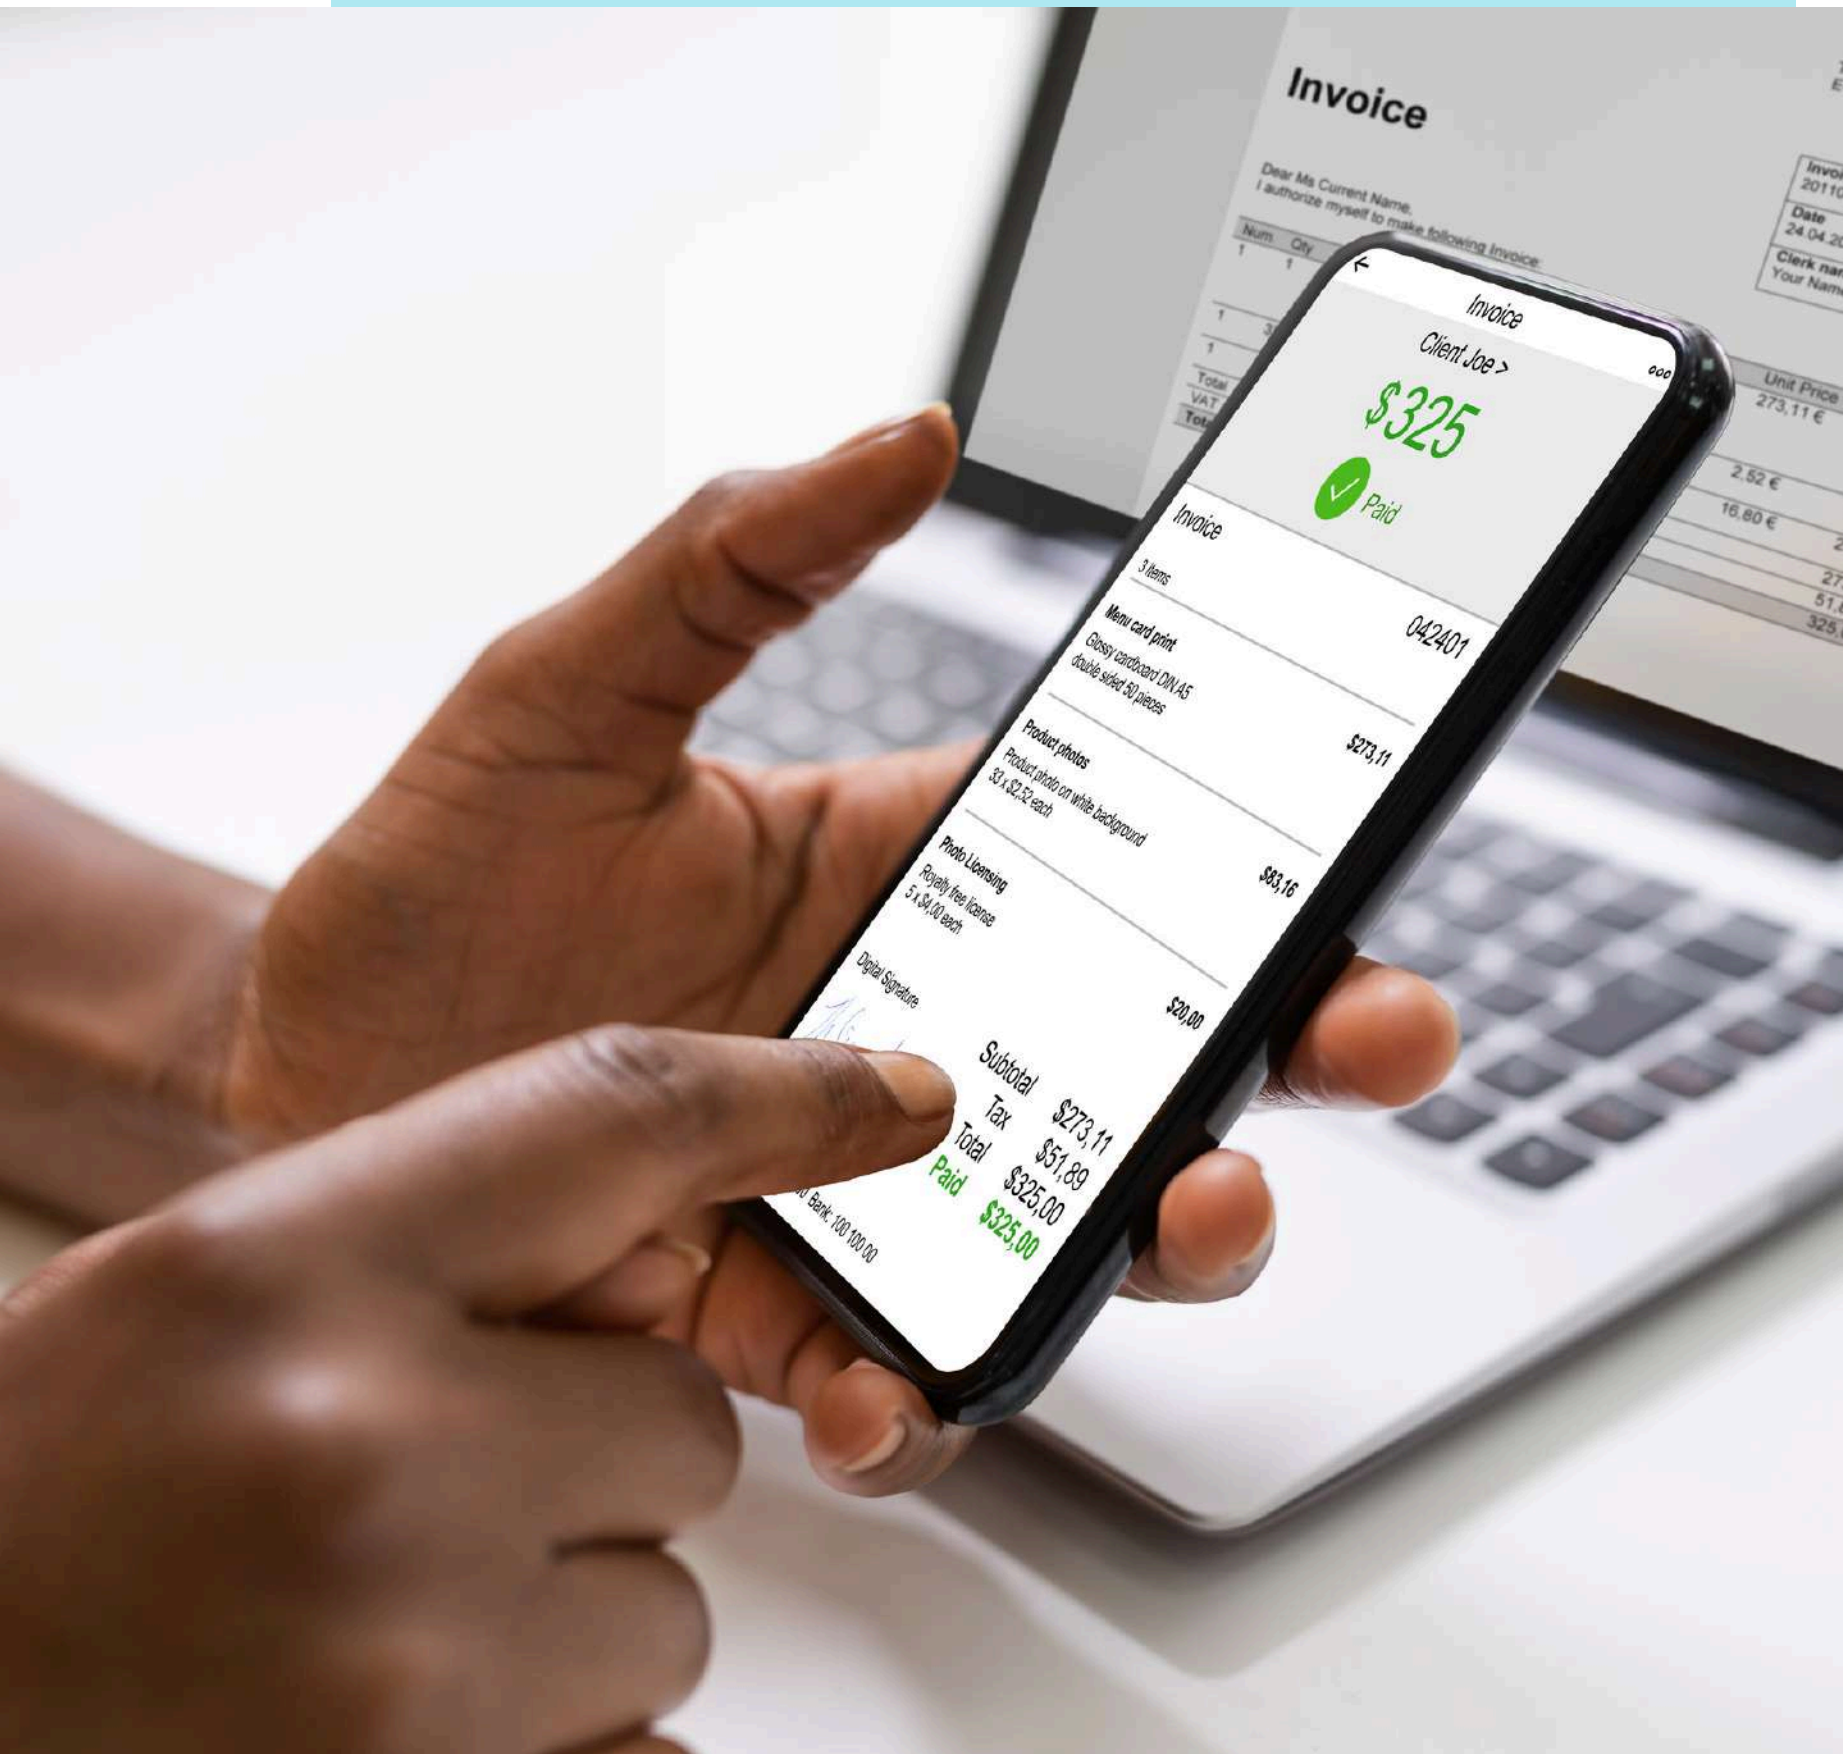 Invoice
Dear Ms Current Name,
I authorize myself to make following Invoice:
Num Qty
1 1
1
1
Total
VAT
Date
Unit Price
273,11 €
2,52 €
16,80 €
Invoice
Client Joe >
$325
Paid
Invoice 042401
3 Items
Menu card print $273,11
Glossy cardboard DIN A5
double sided 50 pieces
Product photos $83,16
Product photo on white background
33 x $2,52 each
Photo Licensing $20,00
Royalty free license
5 x $4,00 each
Digital Signature
Subtotal $273,11
Tax $51,89
Total $325,00
Paid $325,00
Bank: 100 100 00